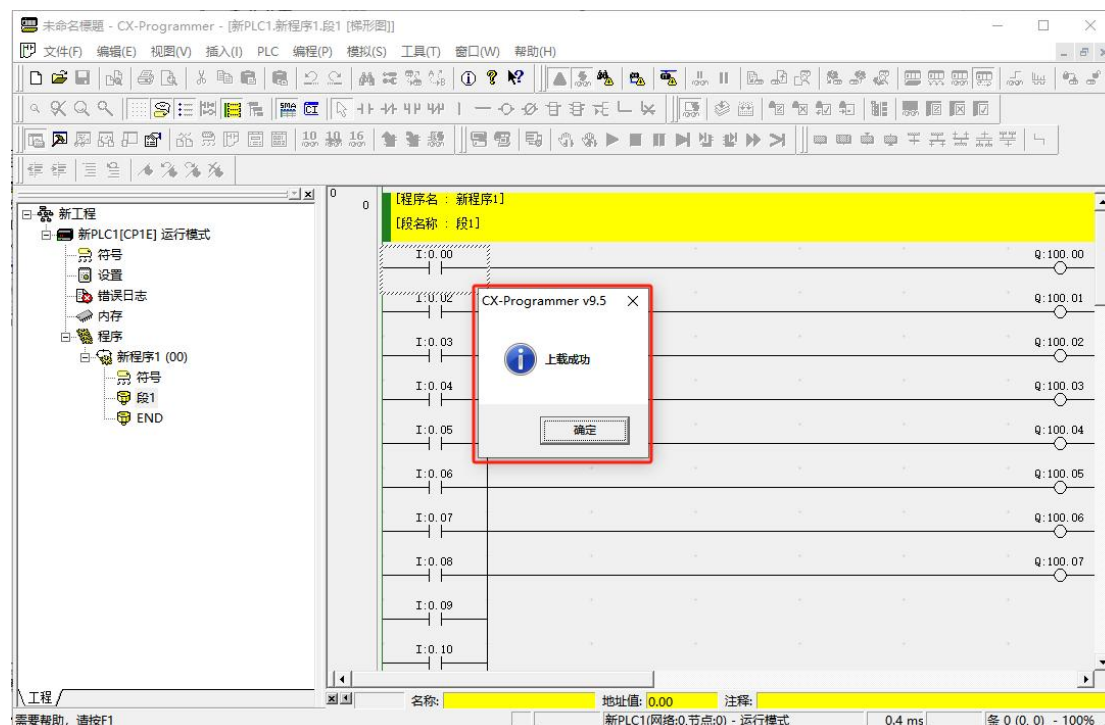 未命名標題 - CX-Programmer - [新PLC1.新程序1.段1 [梯形图]]
文件(F) 编辑(E) 视图(V) 插入(I) PLC 编程(P) 模拟(S) 工具(T) 窗口(W) 帮助(H)
SMA CI
10 10 16
新工程
新PLC1[CP1E] 运行模式
符号
设置
错误日志
内存
程序
新程序1 (00)
符号
段1
END
工程
0
0
[程序名 : 新程序1]
[段名称 : 段1]
I:0.00 Q:100.00
I:0.02 Q:100.01
I:0.03 Q:100.02
I:0.04 Q:100.03
I:0.05 Q:100.04
I:0.06 Q:100.05
I:0.07 Q:100.06
I:0.08 Q:100.07
I:0.09
I:0.10
CX-Programmer v9.5
上载成功
确定
名称: 地址值: 0.00 注释:
需要帮助, 请按F1 新PLC1(网络:0,节点:0) - 运行模式 0.4 ms 条 0 (0, 0) - 100%